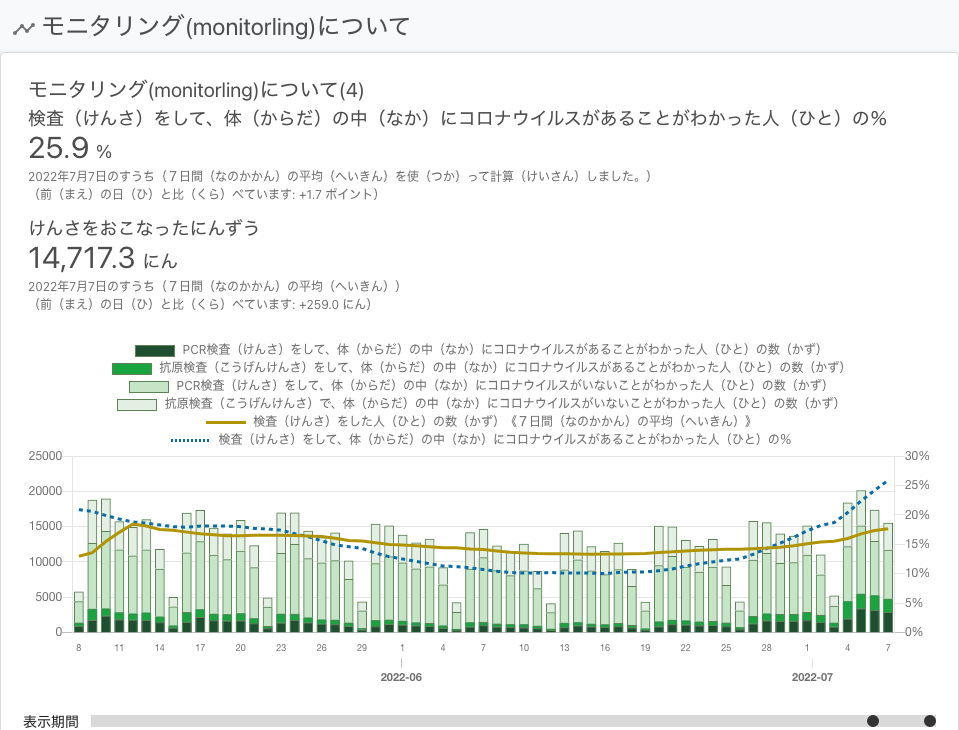 モニタリング(monitorling)について
モニタリング(monitorling)について(4)
検査（けんさ）をして、体（からだ）の中（なか）にコロナウイルスがあることがわかった人（ひと）の％
25.9 %
2022年7月7日のすうち（７日間（なのかかん）の平均（へいきん）を使（つか）って計算（けいさん）しました。）
（前（まえ）の日（ひ）と比（くら）べています: +1.7 ポイント）
けんさをおこなったにんずう
14,717.3 にん
2022年7月7日のすうち（７日間（なのかかん）の平均（へいきん））
（前（まえ）の日（ひ）と比（くら）べています: +259.0 にん）
PCR検査（けんさ）をして、体（からだ）の中（なか）にコロナウイルスがあることがわかった人（ひと）の数（かず）
抗原検査（こうげんけんさ）をして、体（からだ）の中（なか）にコロナウイルスがあることがわかった人（ひと）の数（かず）
PCR検査（けんさ）をして、体（からだ）の中（なか）にコロナウイルスがいないことがわかった人（ひと）の数（かず）
抗原検査（こうげんけんさ）で、体（からだ）の中（なか）にコロナウイルスがいないことがわかった人（ひと）の数（かず）
検査（けんさ）をした人（ひと）の数（かず）《７日間（なのかかん）の平均（へいきん）》
検査（けんさ）をして、体（からだ）の中（なか）にコロナウイルスがあることがわかった人（ひと）の％
25000 30%
25%
20000
20%
15000
15%
10000
10%
5000
5%
0 0%
8 11 14 17 20 23 26 29 1 4 7 10 13 16 19 22 25 28 1 4 7
2022-06 2022-07
表示期間